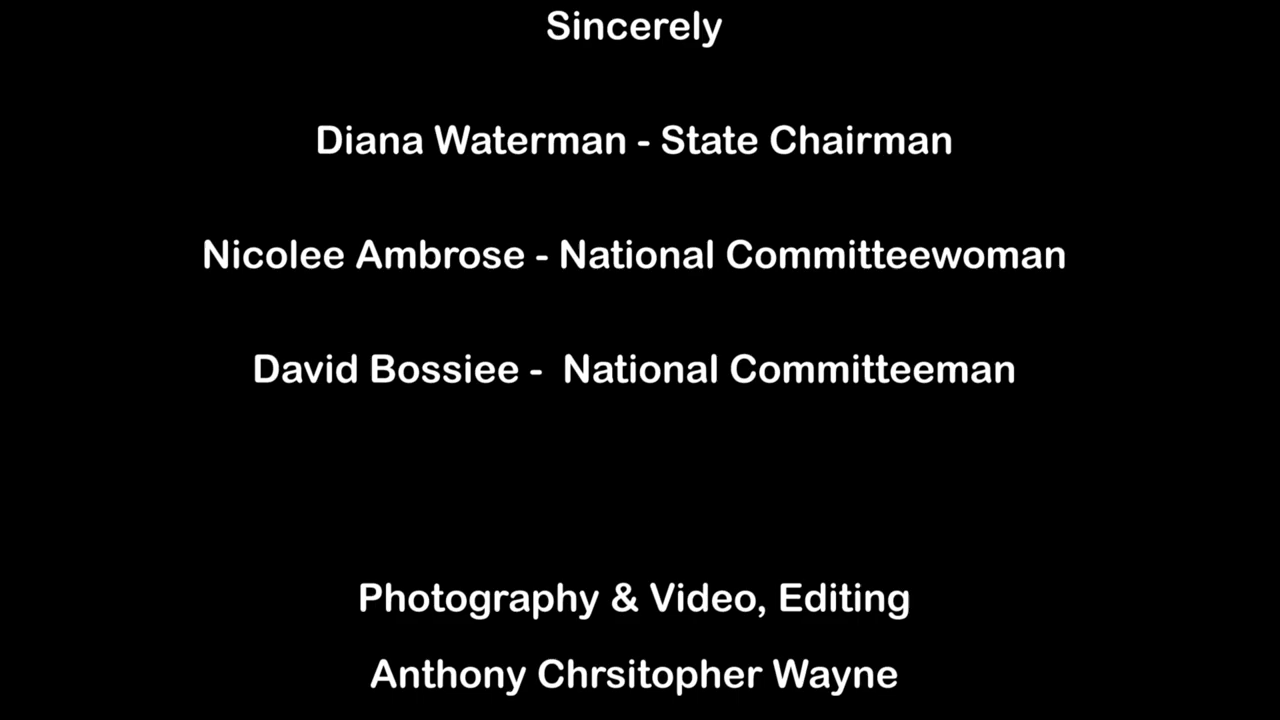 Sincerely
Diana Waterman - State Chairman
Nicolee Ambrose - National Committeewoman
David Bossiee -  National Committeeman
Photography & Video, Editing
Anthony Chrsitopher Wayne